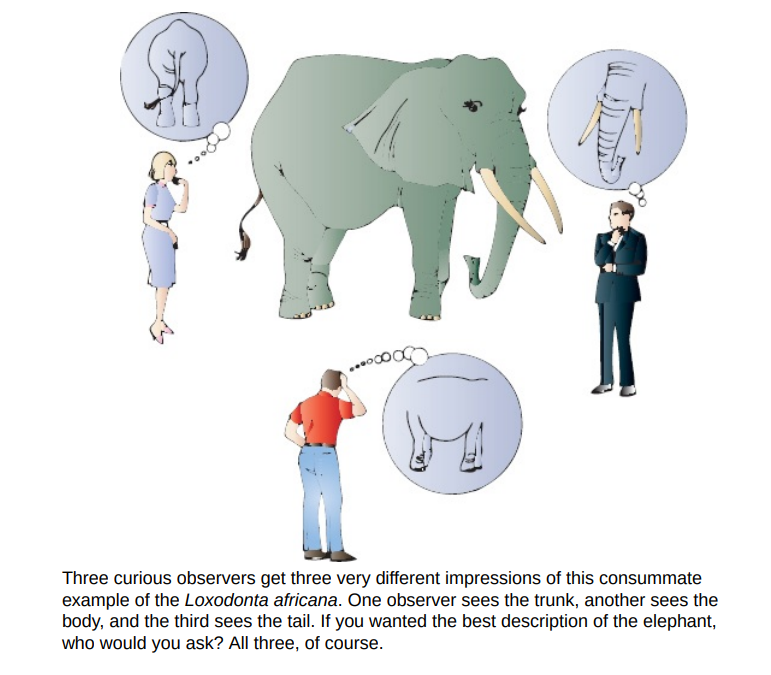 Three curious observers get three very different impressions of this consummate
example of the Loxodonta africana. One observer sees the trunk, another sees the
body, and the third sees the tail. If you wanted the best description of the elephant,
who would you ask? All three, of course.